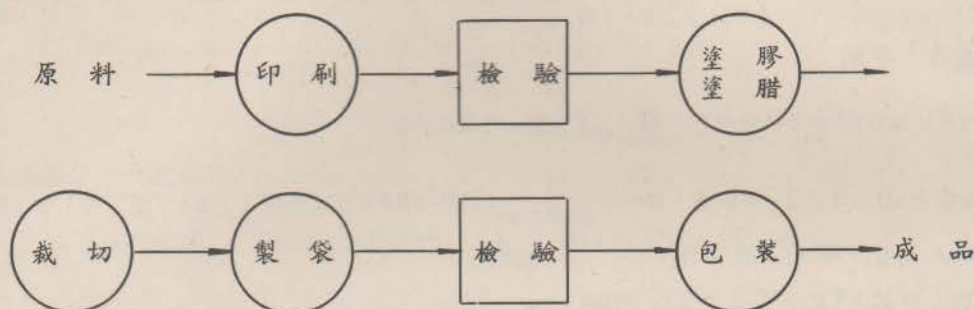 原料 印刷 檢驗 塗膠
塗腊
裁切 製袋 檢驗 包裝 成品